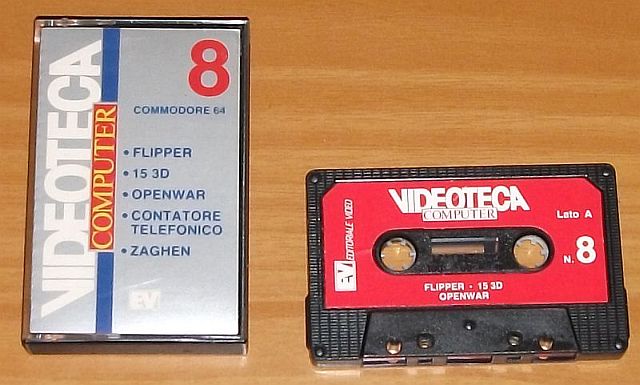 VIDEOTECA
COMPUTER
8
COMMODORE 64
• FLIPPER
• 15 3D
• OPENWAR
• CONTATORE
TELEFONICO
• ZAGHEN
EV
VIDEOTECA
COMPUTER
Lato A
EV EDITORIALE VIDEO
N. 8
FLIPPER - 15 3D
OPENWAR